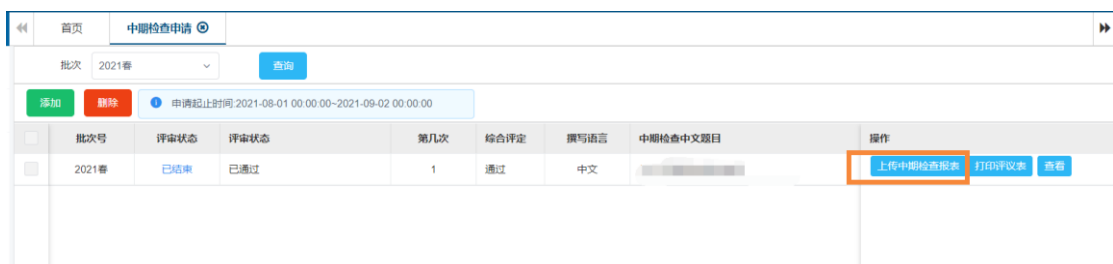 首页 中期检查申请
批次 2021春 查询
添加 删除 申请起止时间:2021-08-01 00:00:00~2021-09-02 00:00:00
批次号 评审状态 评审状态 第几次 综合评定 撰写语言 中期检查中文题目 操作
2021春 已结束 已通过 1 通过 中文 上传中期检查报表 打印评议表 查看